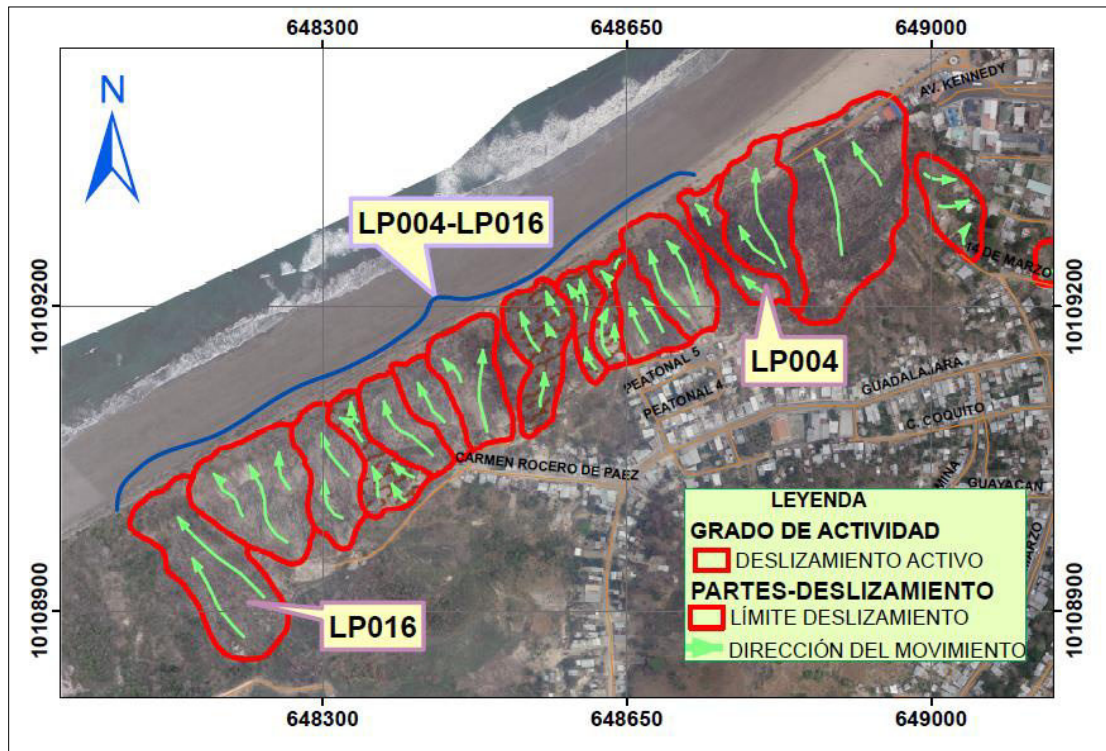 648300 648650 649000
N
AV. KENNEDY
LP004-LP016
14 DE MARZO
10109200
10109200
LP004
PEATONAL 5
PEATONAL 4
GUADALAJARA
C. COQUITO
CARMEN ROCERO DE PAEZ
GUAYACAN
LEYENDA
GRADO DE ACTIVIDAD
DESLIZAMIENTO ACTIVO
PARTES-DESLIZAMIENTO
LÍMITE DESLIZAMIENTO
DIRECCIÓN DEL MOVIMIENTO
10108900
10108900
LP016
648300 648650 649000